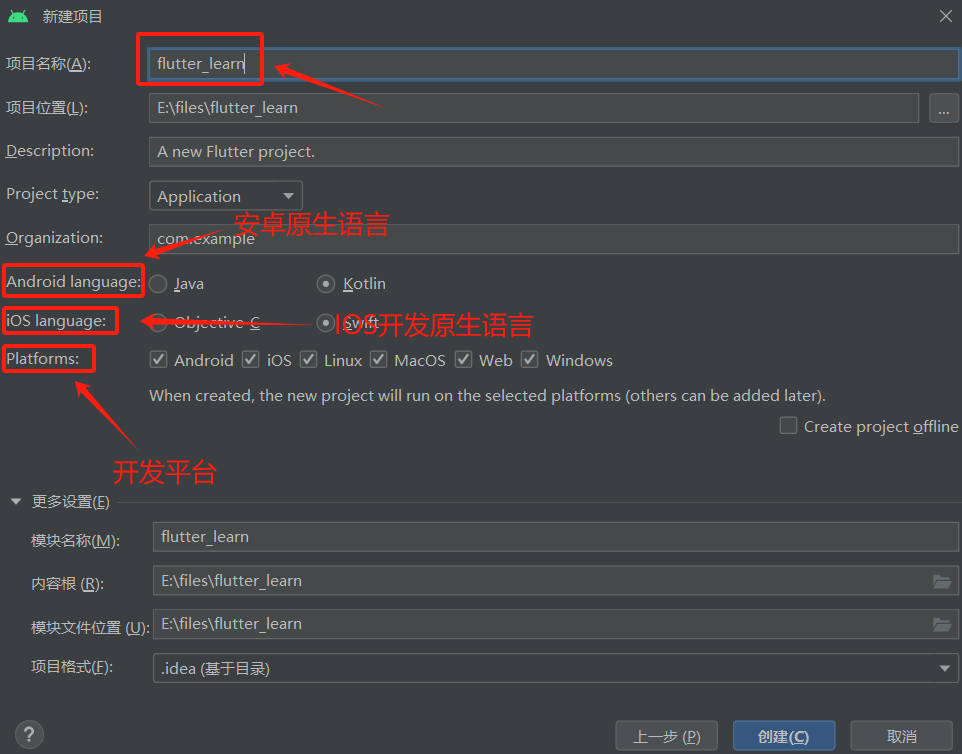 新建项目
项目名称(A): flutter_learn
项目位置(L): E:\files\flutter_learn ...
Description: A new Flutter project.
Project type: Application
安卓原生语言
Organization: com.example
Android language: Java Kotlin
iOS language: Objective-C Swift IOS开发原生语言
Platforms: Android iOS Linux MacOS Web Windows
When created, the new project will run on the selected platforms (others can be added later).
Create project offline
开发平台
更多设置(E)
模块名称(M): flutter_learn
内容根 (R): E:\files\flutter_learn
模块文件位置 (U): E:\files\flutter_learn
项目格式(F): .idea (基于目录)
? 上一步 (P) 创建(C) 取消